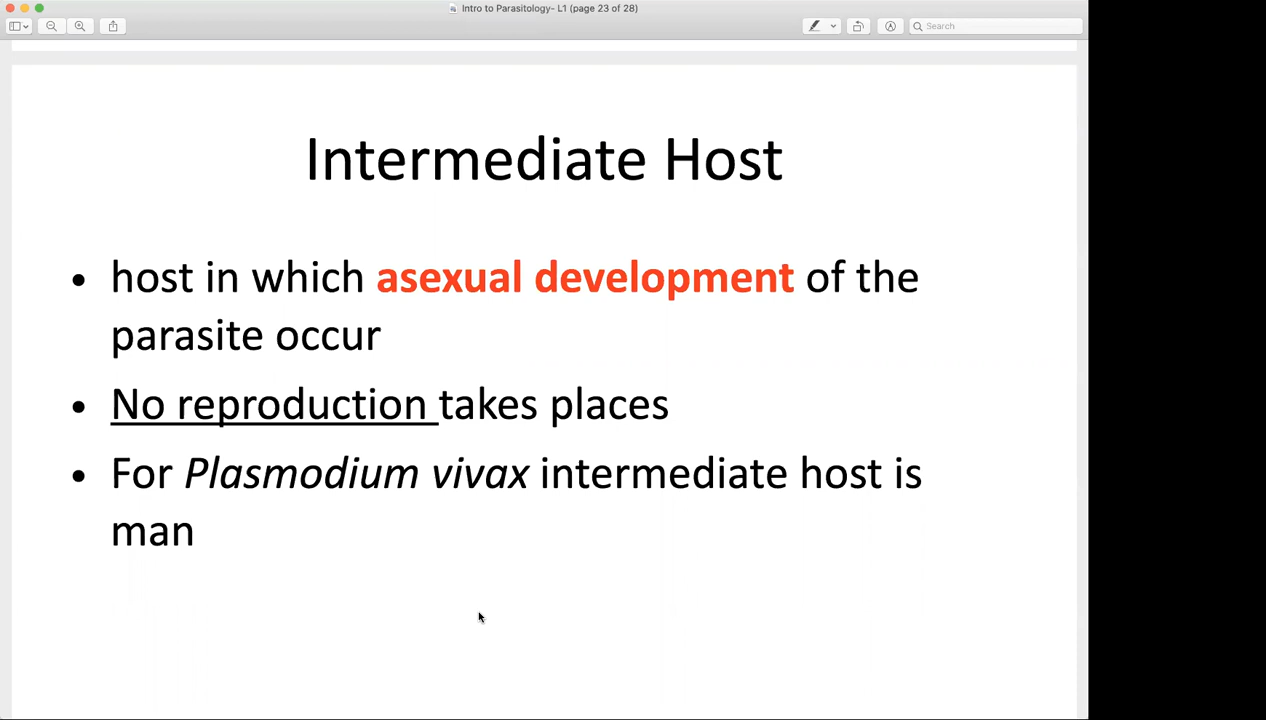 Intro to Parasitology- L1 (page 23 of 28)
Search
Intermediate Host
• host in which asexual development of the
parasite occur
• No reproduction takes places
• For Plasmodium vivax intermediate host is
man